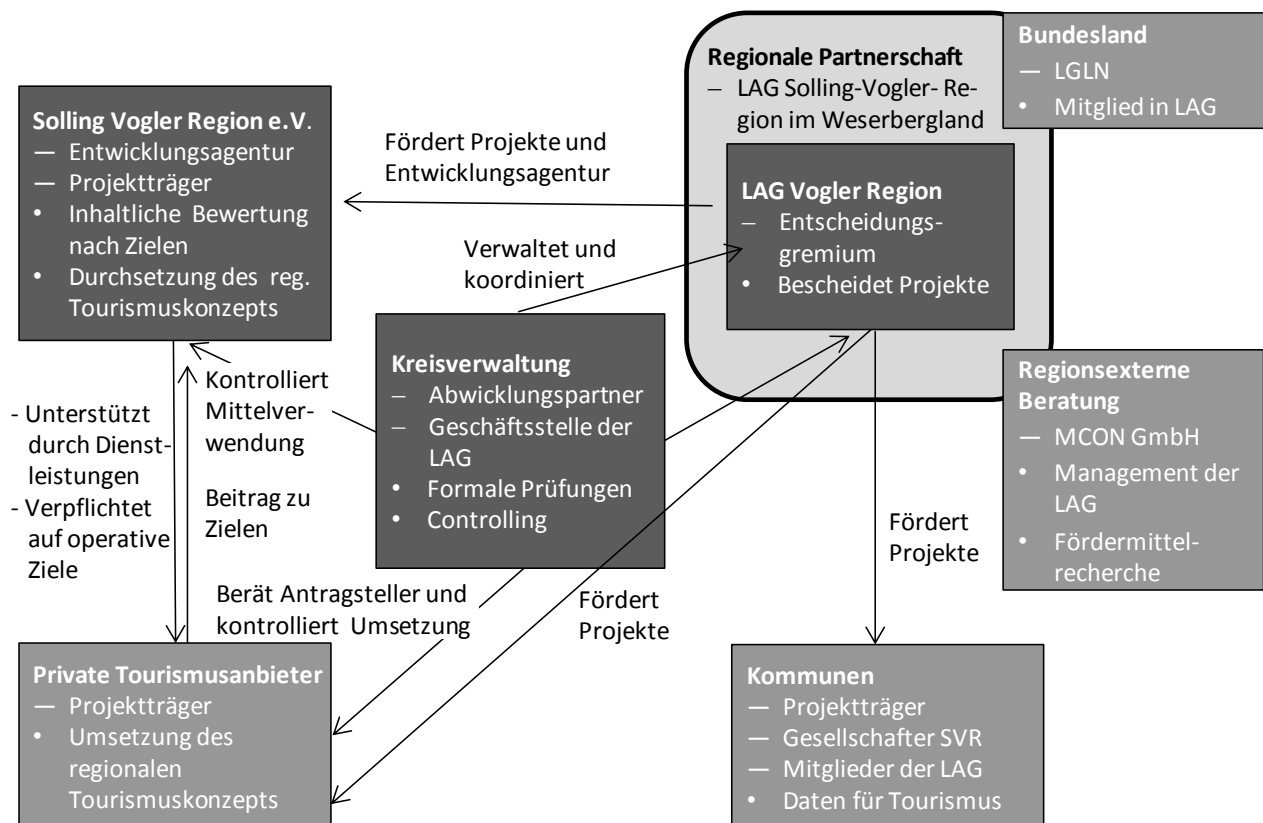 Regionale Partnerschaft
– LAG Solling-Vogler- Re-
gion im Weserbergland
Bundesland
— LGLN
• Mitglied in LAG
Solling Vogler Region e.V.
— Entwicklungsagentur
— Projektträger
• Inhaltliche Bewertung
nach Zielen
• Durchsetzung des reg.
Tourismuskonzepts
Fördert Projekte und
Entwicklungsagentur
LAG Vogler Region
– Entscheidungs-
gremium
• Bescheidet Projekte
Verwaltet und
koordiniert
Kreisverwaltung
– Abwicklungspartner
– Geschäftsstelle der
LAG
• Formale Prüfungen
• Controlling
Regionsexterne
Beratung
— MCON GmbH
• Management der
LAG
• Fördermittel-
recherche
Kontrolliert
Mittelver-
wendung
- Unterstützt
durch Dienst-
leistungen
- Verpflichtet
auf operative
Ziele
Beitrag zu
Zielen
Fördert
Projekte
Berät Antragsteller und
kontrolliert Umsetzung
Fördert
Projekte
Private Tourismusanbieter
— Projektträger
• Umsetzung des
regionalen
Tourismuskonzepts
Kommunen
— Projektträger
— Gesellschafter SVR
— Mitglieder der LAG
• Daten für Tourismus